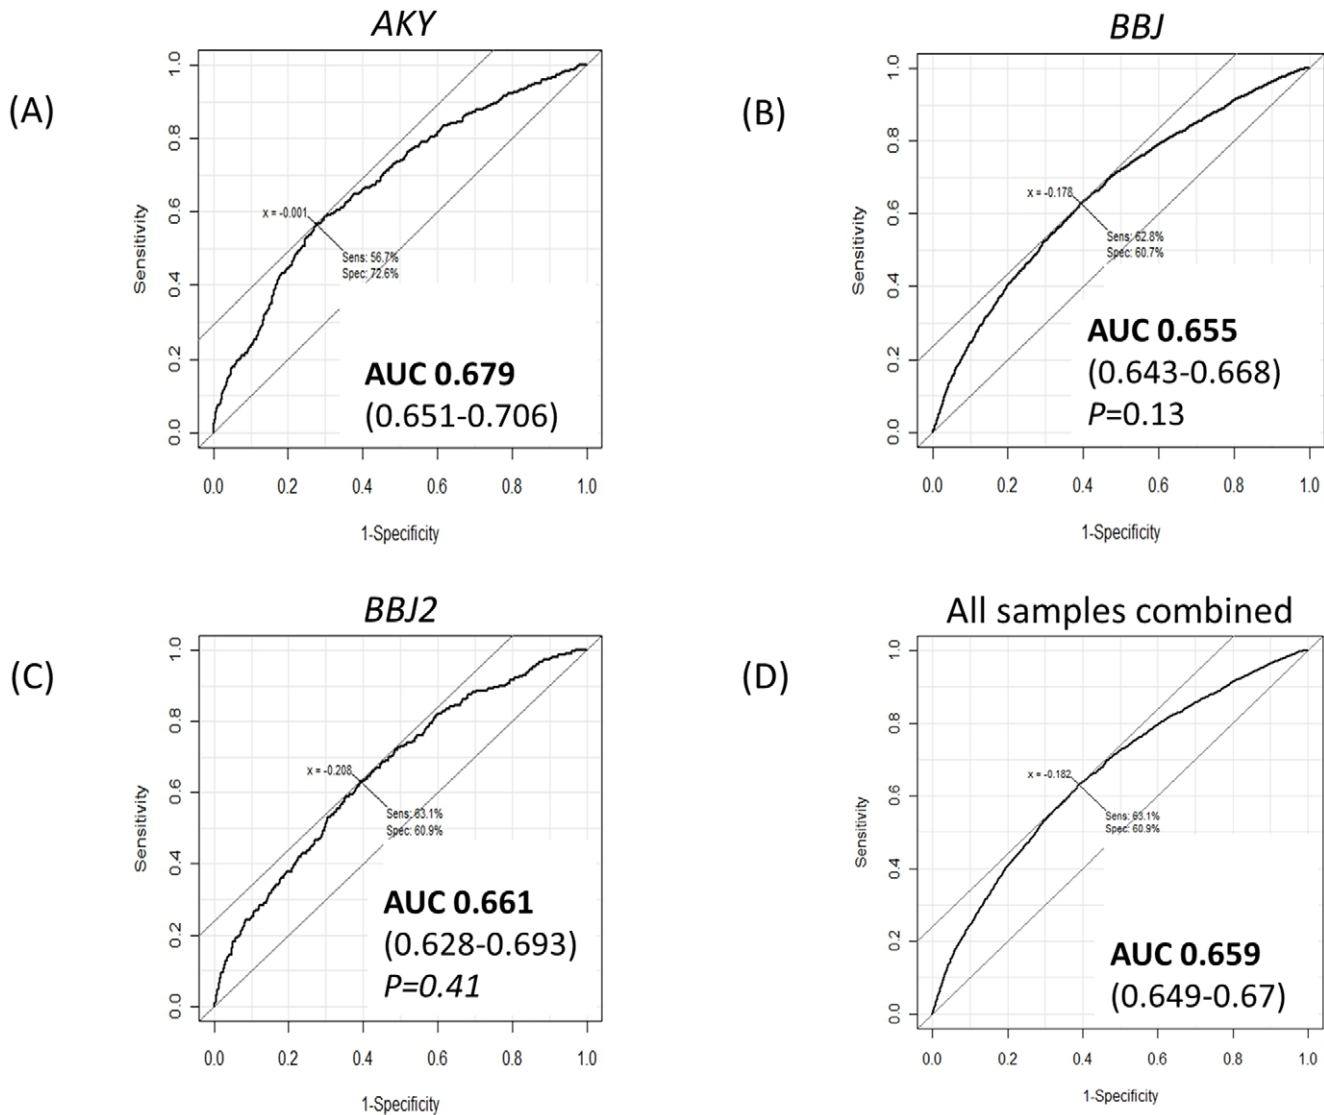 AKY
(A)
Sensitivity
0.0
0.2
0.4
0.6
0.8
1.0
x = -0.001
Sens: 56.7%
Spec: 72.6%
AUC 0.679
(0.651-0.706)
0.0 0.2 0.4 0.6 0.8 1.0
1-Specificity
BBJ
(B)
Sensitivity
0.0
0.2
0.4
0.6
0.8
1.0
x = -0.178
Sens: 62.8%
Spec: 60.7%
AUC 0.655
(0.643-0.668)
P=0.13
0.0 0.2 0.4 0.6 0.8 1.0
1-Specificity
BBJ2
(C)
Sensitivity
0.0
0.2
0.4
0.6
0.8
1.0
x = -0.208
Sens: 63.1%
Spec: 60.9%
AUC 0.661
(0.628-0.693)
P=0.41
0.0 0.2 0.4 0.6 0.8 1.0
1-Specificity
All samples combined
(D)
Sensitivity
0.0
0.2
0.4
0.6
0.8
1.0
x = -0.182
Sens: 63.1%
Spec: 60.9%
AUC 0.659
(0.649-0.67)
0.0 0.2 0.4 0.6 0.8 1.0
1-Specificity